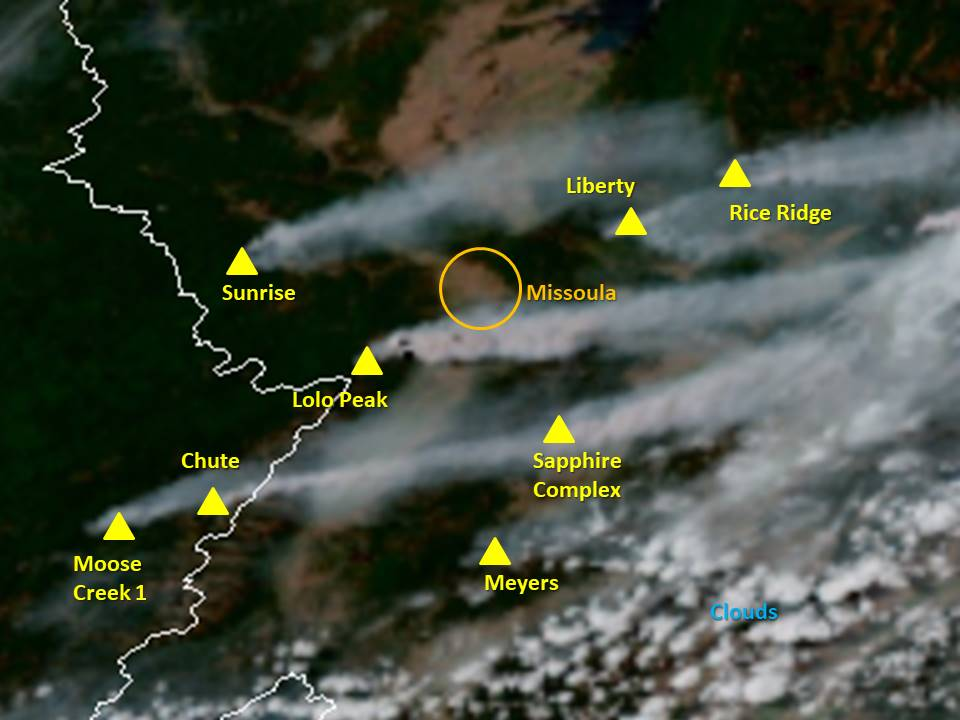 Liberty
Rice Ridge
Sunrise
Missoula
Lolo Peak
Chute
Sapphire
Complex
Moose
Creek 1
Meyers
Clouds